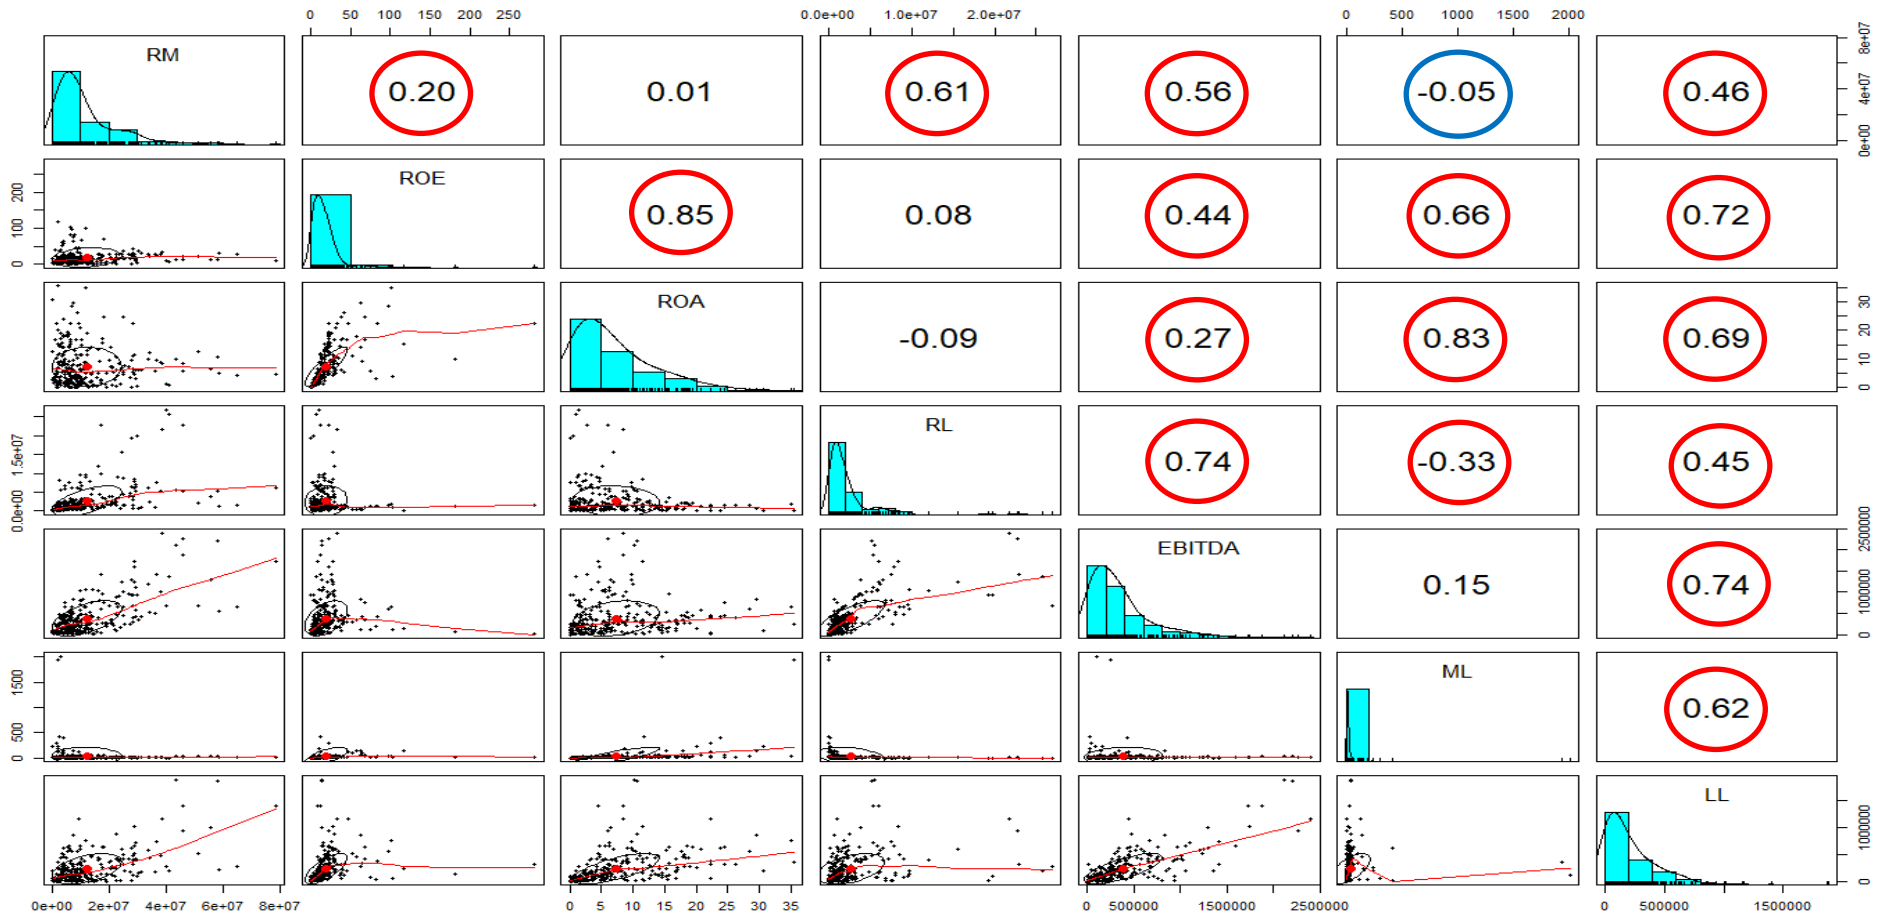 0 50 150 250 0.0e+00 1.0e+07 2.0e+07 0 500 1000 2000
RM 0.20 0.01 0.61 0.56 -0.05 0.46
0e+00 4e+07 8e+07
0 100 200
ROE 0.85 0.08 0.44 0.66 0.72
ROA -0.09 0.27 0.83 0.69
0 10 20 30
0.0e+00 1.5e+07
RL 0.74 -0.33 0.45
EBITDA 0.15 0.74
0 1000000 2500000
0 500 1500
ML 0.62
LL
0 1000000
0e+00 2e+07 4e+07 6e+07 8e+07 0 5 10 15 20 25 30 35 0 500000 1500000 2500000 0 500000 1500000